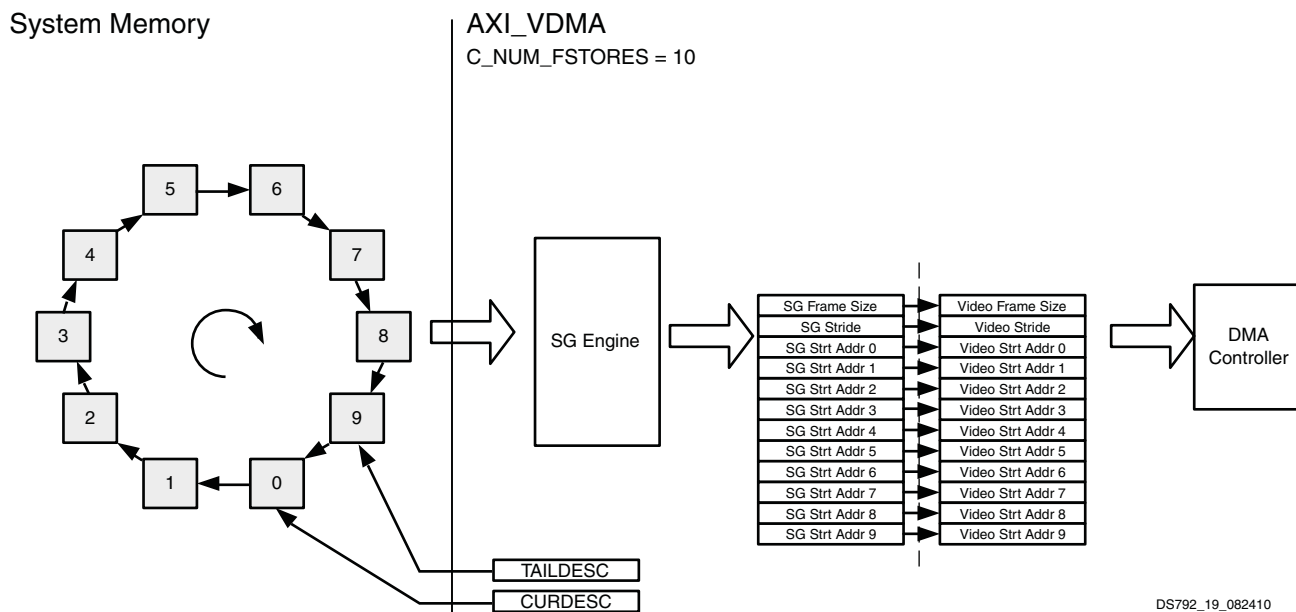 System Memory
AXI_VDMA
C_NUM_FSTORES = 10
5
6
4
7
3
8
2
9
1
0
SG Engine
SG Frame Size
Video Frame Size
SG Stride
Video Stride
SG Strt Addr 0
Video Strt Addr 0
SG Strt Addr 1
Video Strt Addr 1
SG Strt Addr 2
Video Strt Addr 2
SG Strt Addr 3
Video Strt Addr 3
SG Strt Addr 4
Video Strt Addr 4
SG Strt Addr 5
Video Strt Addr 5
SG Strt Addr 6
Video Strt Addr 6
SG Strt Addr 7
Video Strt Addr 7
SG Strt Addr 8
Video Strt Addr 8
SG Strt Addr 9
Video Strt Addr 9
DMA
Controller
TAILDESC
CURDESC
DS792_19_082410